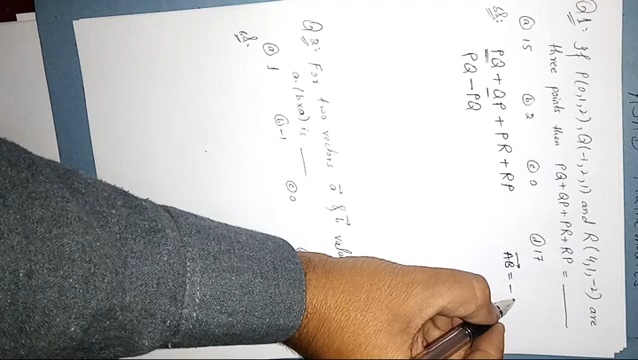 Q1: If P(0,1,2), Q(-1,2,1) and R(4,1,-2) are
three points then PQ+QP+PR+RP = ____
(a) 15 (b) 2 (c) 0 (d) 17
Sol: PQ + QP + PR + RP
PQ - PQ
AB = -
Q2: For two vectors a & b
a.(b×a) is ____
(a) 1 (b) -1 (c) 0
Sol: